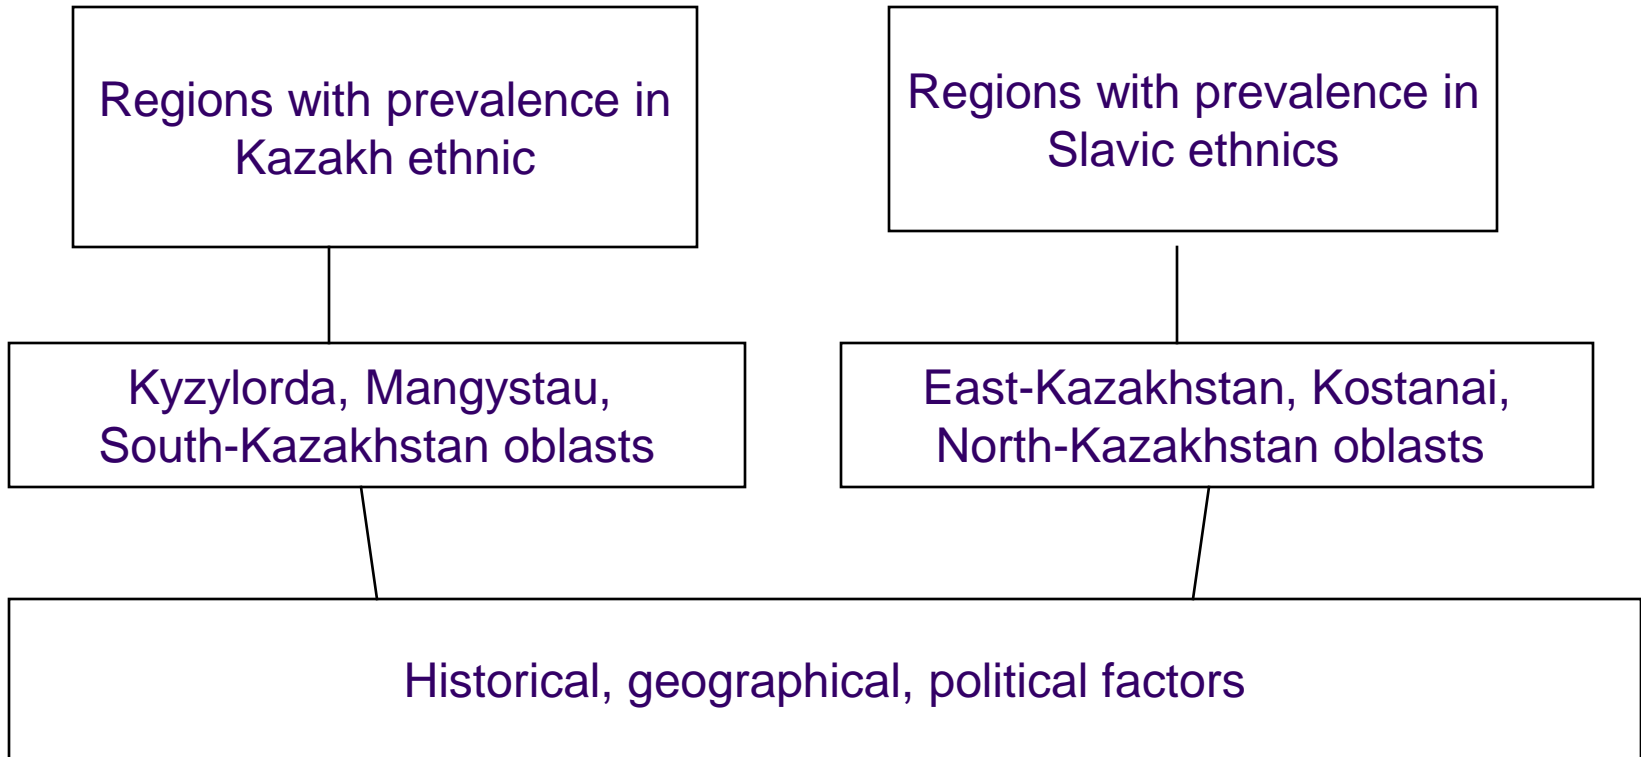 Regions with prevalence in
Kazakh ethnic
Regions with prevalence in
Slavic ethnics
Kyzylorda, Mangystau,
South-Kazakhstan oblasts
East-Kazakhstan, Kostanai,
North-Kazakhstan oblasts
Historical, geographical, political factors